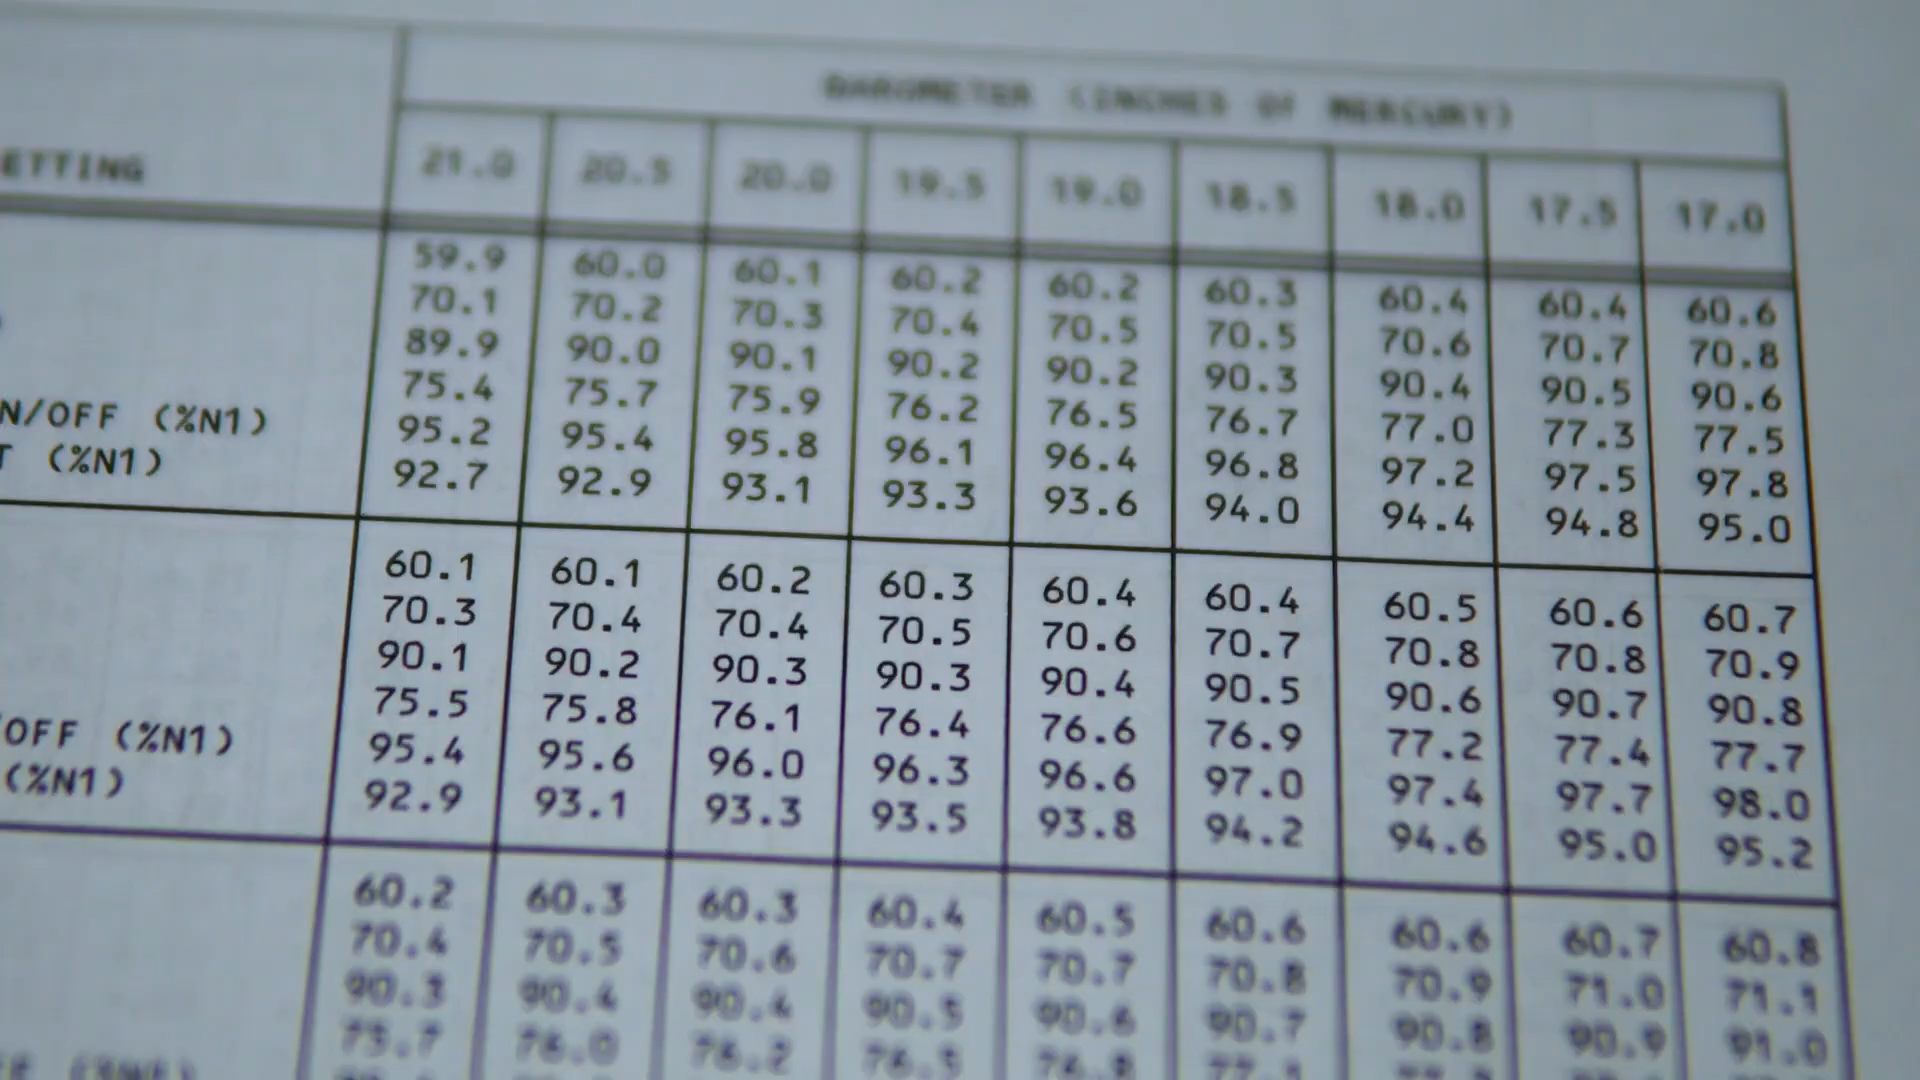 BAROMETER (INCHES OF MERCURY)
ETTING 21.0 20.5 20.0 19.5 19.0 18.5 18.0 17.5 17.0
59.9 60.0 60.1 60.2 60.2 60.3 60.4 60.4 60.6
70.1 70.2 70.3 70.4 70.5 70.5 70.6 70.7 70.8
89.9 90.0 90.1 90.2 90.2 90.3 90.4 90.5 90.6
75.4 75.7 75.9 76.2 76.5 76.7 77.0 77.3 77.5
N/OFF (%N1) 95.2 95.4 95.8 96.1 96.4 96.8 97.2 97.5 97.8
T (%N1) 92.7 92.9 93.1 93.3 93.6 94.0 94.4 94.8 95.0
60.1 60.1 60.2 60.3 60.4 60.4 60.5 60.6 60.7
70.3 70.4 70.4 70.5 70.6 70.7 70.8 70.8 70.9
90.1 90.2 90.3 90.3 90.4 90.5 90.6 90.7 90.8
75.5 75.8 76.1 76.4 76.6 76.9 77.2 77.4 77.7
/OFF (%N1) 95.4 95.6 96.0 96.3 96.6 97.0 97.4 97.7 98.0
(%N1) 92.9 93.1 93.3 93.5 93.8 94.2 94.6 95.0 95.2
60.2 60.3 60.3 60.4 60.5 60.6 60.6 60.7 60.8
70.4 70.5 70.6 70.7 70.7 70.8 70.9 71.0 71.1
90.3 90.4 90.4 90.5 90.6 90.7 90.8 90.9 91.0
75.7 76.0 76.2 76.5 76.8